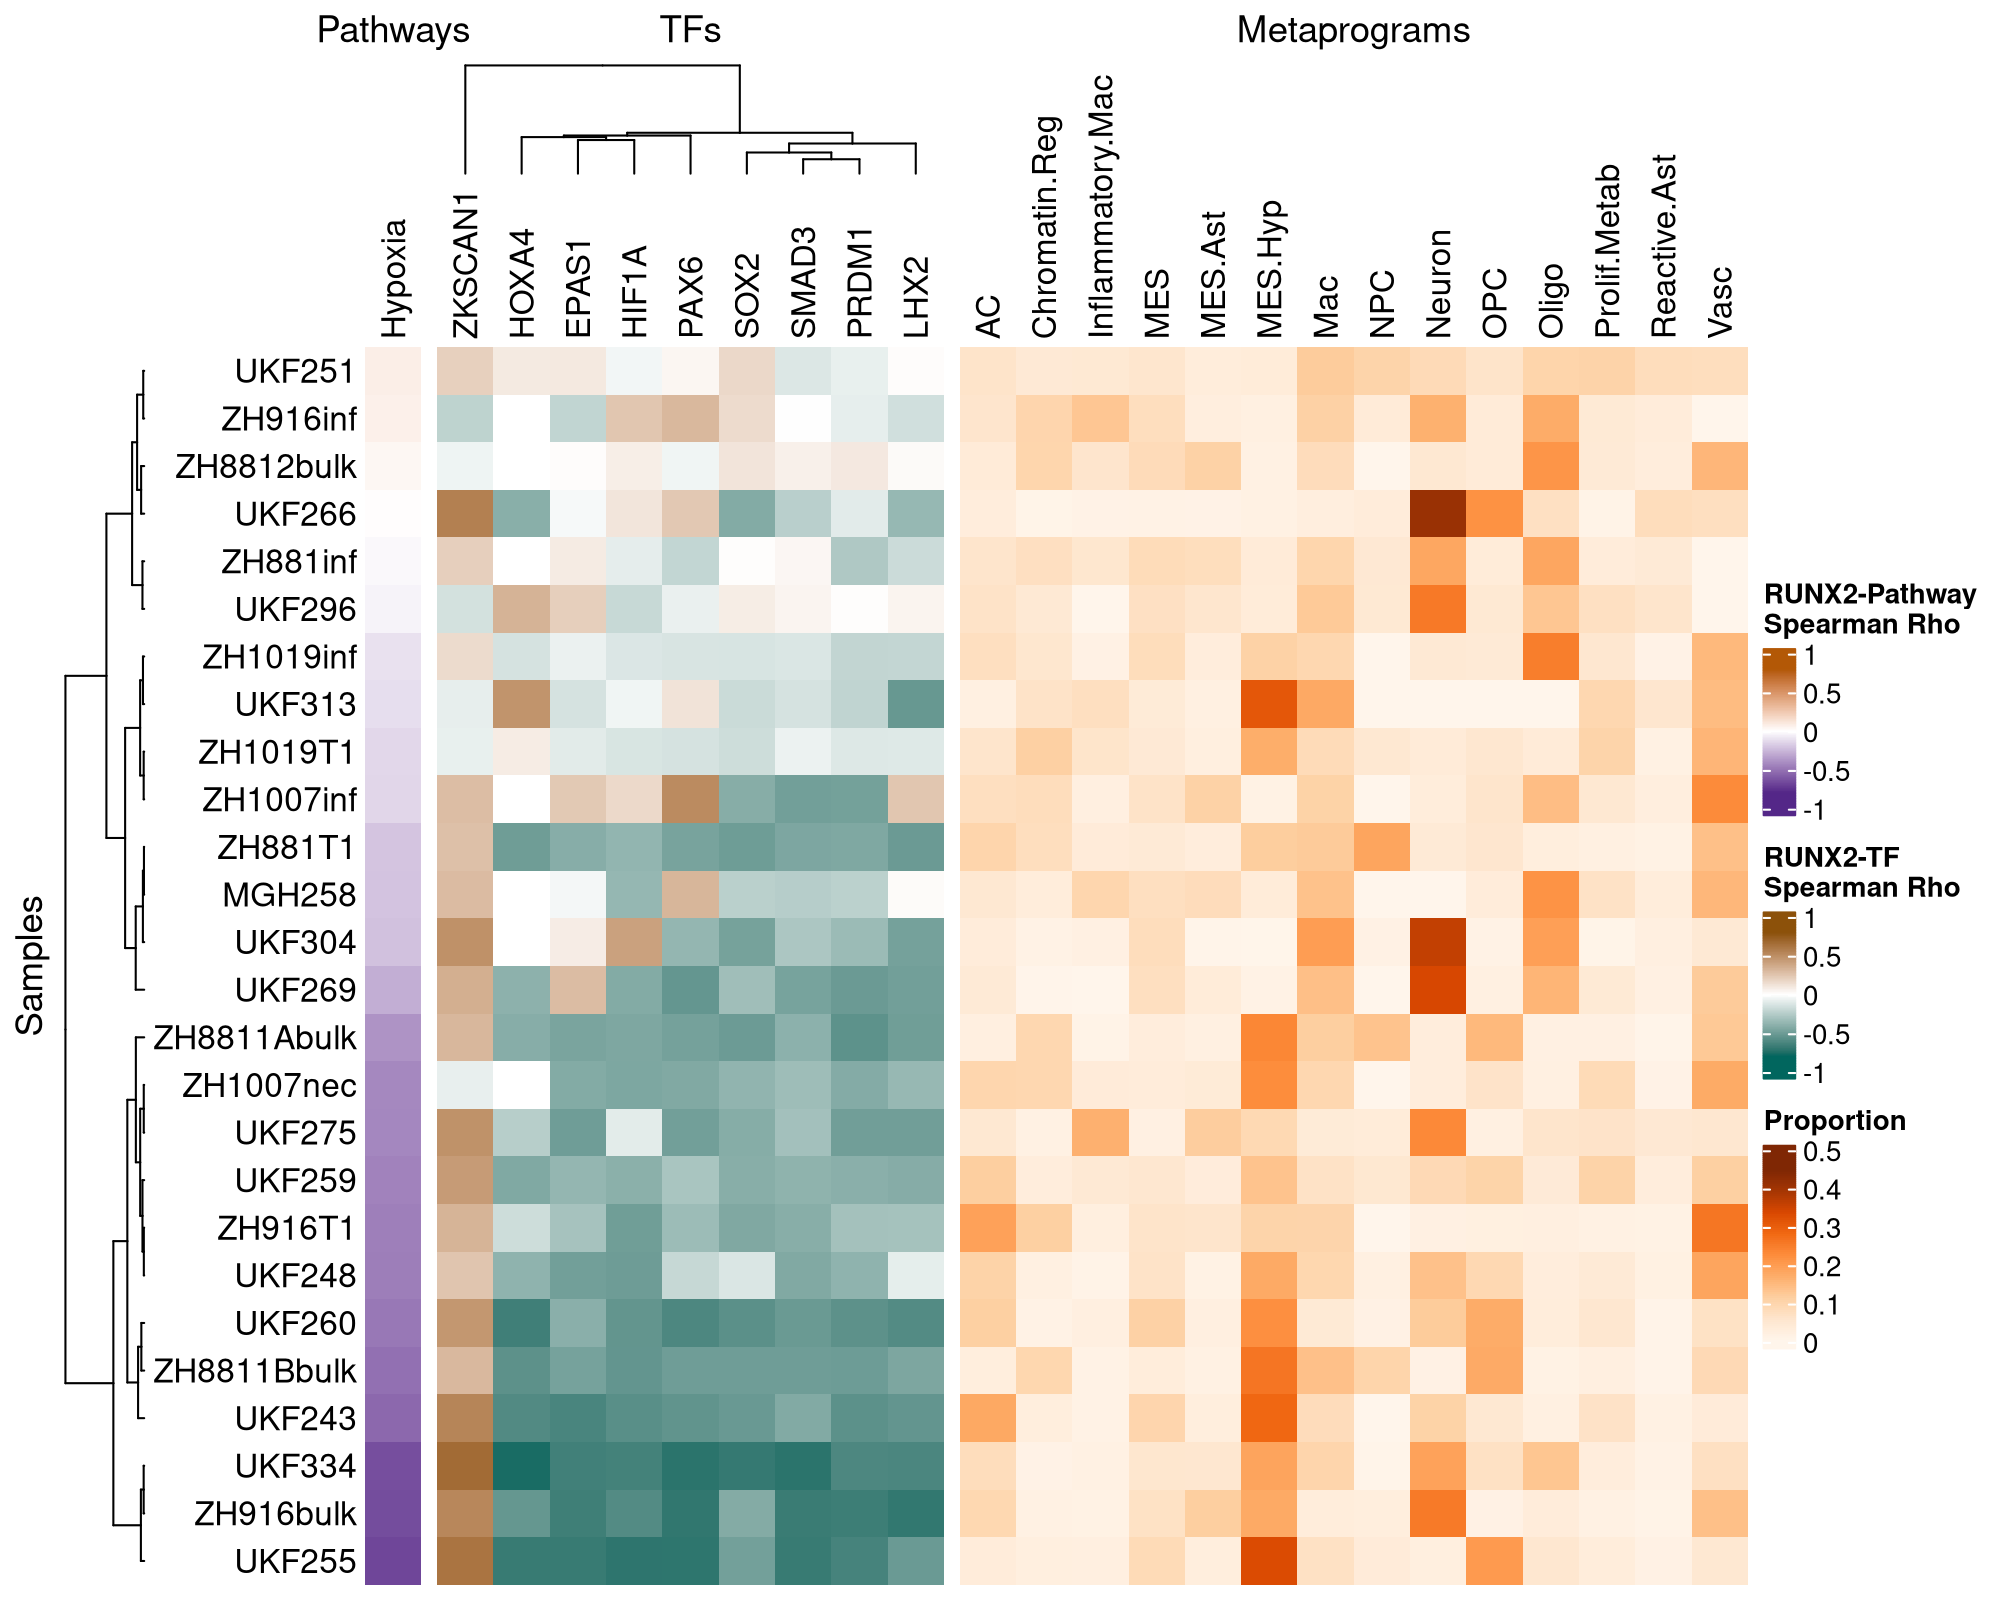 Pathways TFs Metaprograms
Hypoxia
ZKSCAN1
HOXA4
EPAS1
HIF1A
PAX6
SOX2
SMAD3
PRDM1
LHX2
AC
Chromatin.Reg
Inflammatory.Mac
MES
MES.Ast
MES.Hyp
Mac
NPC
Neuron
OPC
Oligo
Prolif.Metab
Reactive.Ast
Vasc
Samples
UKF251
ZH916inf
ZH8812bulk
UKF266
ZH881inf
UKF296
ZH1019inf
UKF313
ZH1019T1
ZH1007inf
ZH881T1
MGH258
UKF304
UKF269
ZH8811Abulk
ZH1007nec
UKF275
UKF259
ZH916T1
UKF248
UKF260
ZH8811Bbulk
UKF243
UKF334
ZH916bulk
UKF255
RUNX2-Pathway
Spearman Rho
1
0.5
0
-0.5
-1
RUNX2-TF
Spearman Rho
1
0.5
0
-0.5
-1
Proportion
0.5
0.4
0.3
0.2
0.1
0